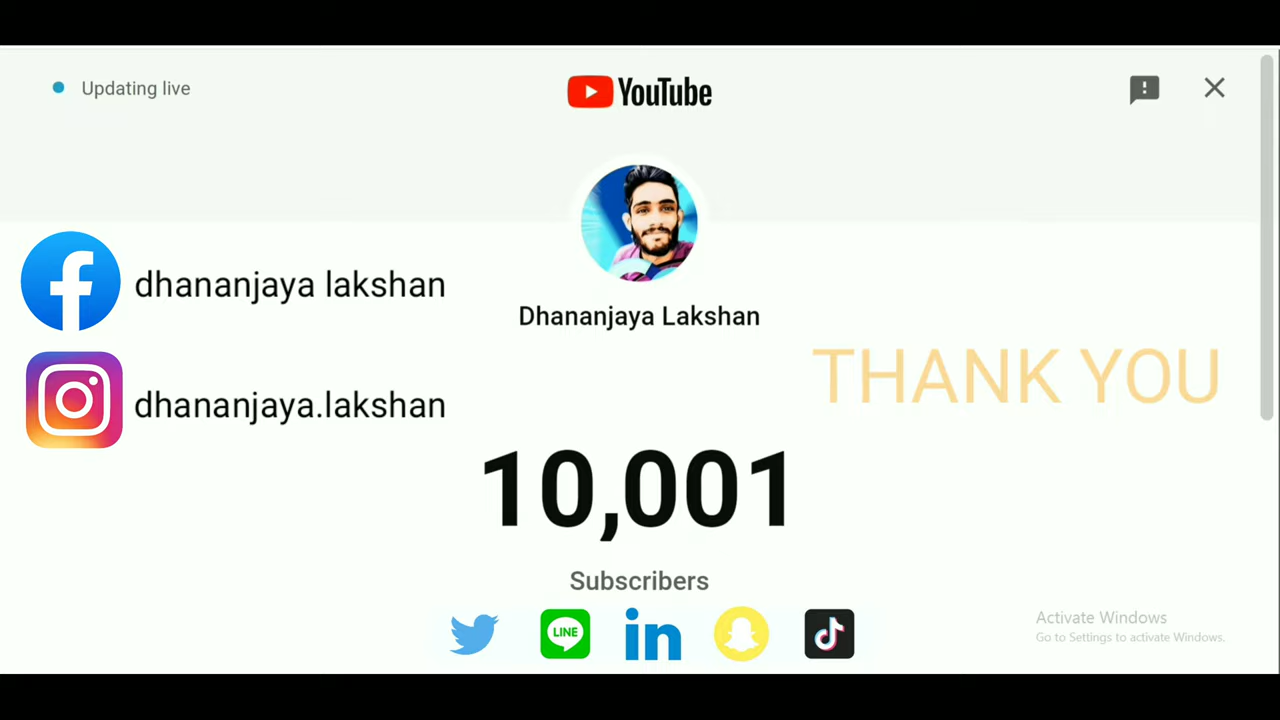 Updating live
YouTube
Dhananjaya Lakshan
dhananjaya lakshan
dhananjaya.lakshan
THANK YOU
10,001
Subscribers
LINE
in
Activate Windows
Go to Settings to activate Windows.